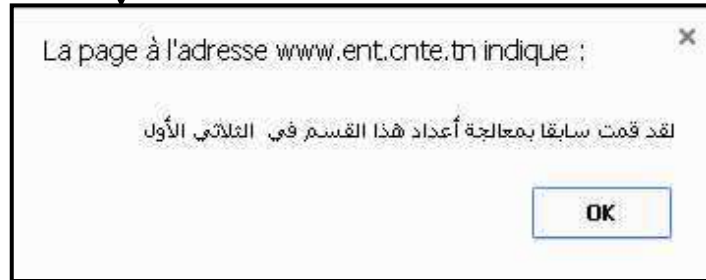 La page à l'adresse www.ent.cnte.tn indique :
لقد قمت سابقا بمعالجة أعداد هذا القسم في الثلاثي الأول
OK